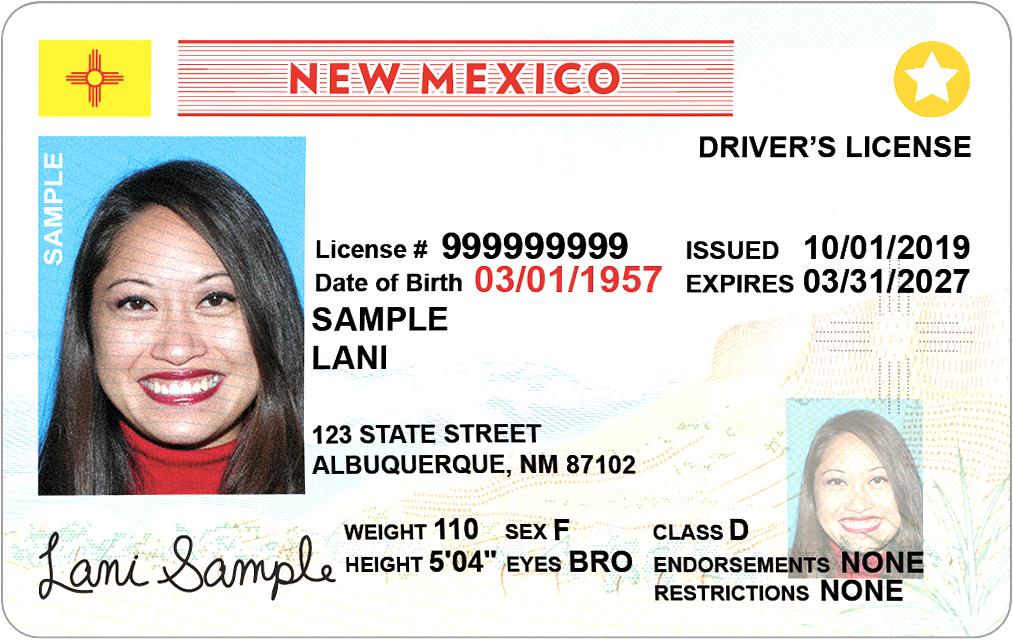 NEW MEXICO
DRIVER'S LICENSE
SAMPLE
License # 999999999
Date of Birth 03/01/1957
ISSUED 10/01/2019
EXPIRES 03/31/2027
SAMPLE
LANI
123 STATE STREET
ALBUQUERQUE, NM 87102
WEIGHT 110 SEX F
HEIGHT 5'04" EYES BRO
CLASS D
ENDORSEMENTS NONE
RESTRICTIONS NONE
Lani Sample